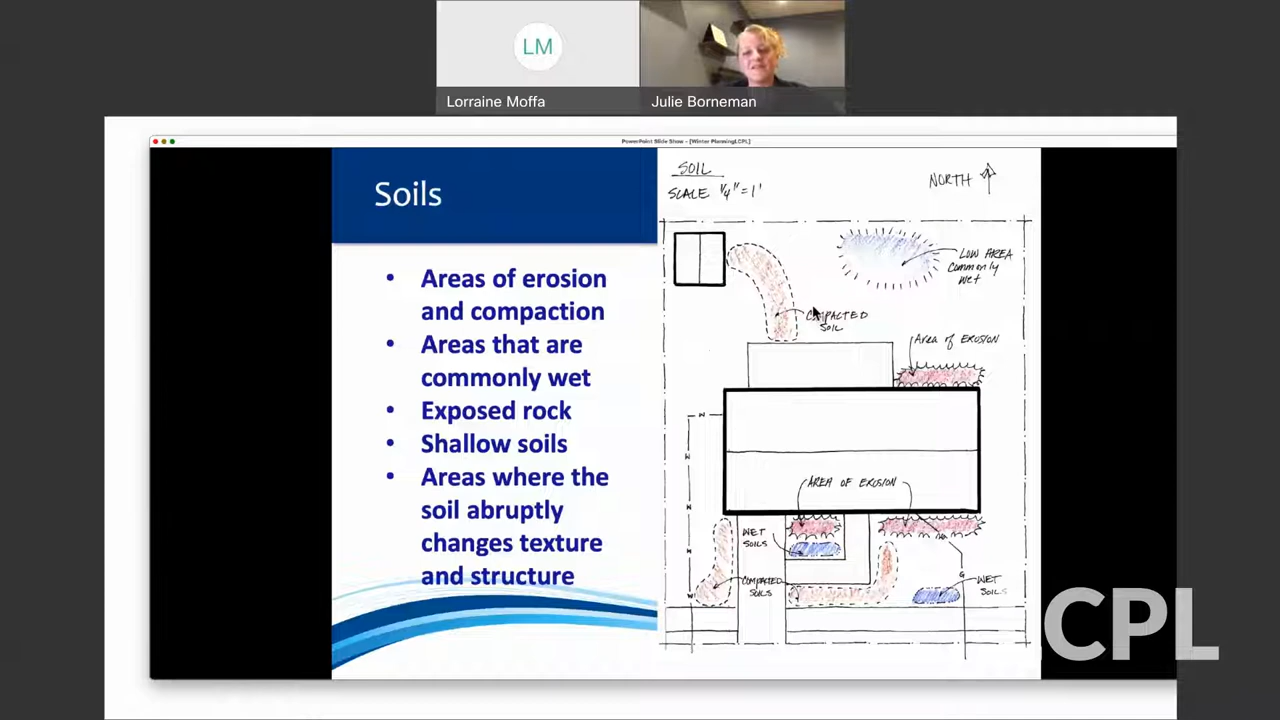 LM
Lorraine Moffa
Julie Borneman
PowerPoint Slide Show - [Winter PlanningLCPL]
Soils
• Areas of erosion
and compaction
• Areas that are
commonly wet
• Exposed rock
• Shallow soils
• Areas where the
soil abruptly
changes texture
and structure
SOIL
SCALE 1/4" = 1'
NORTH
LOW AREA
Commonly
wet
COMPACTED
SOIL
Area of EROSION
W
W
W
W
W
AREA OF EROSION
WET
SOILS
COMPACTED
SOILS
G
WET
SOILS
CPL